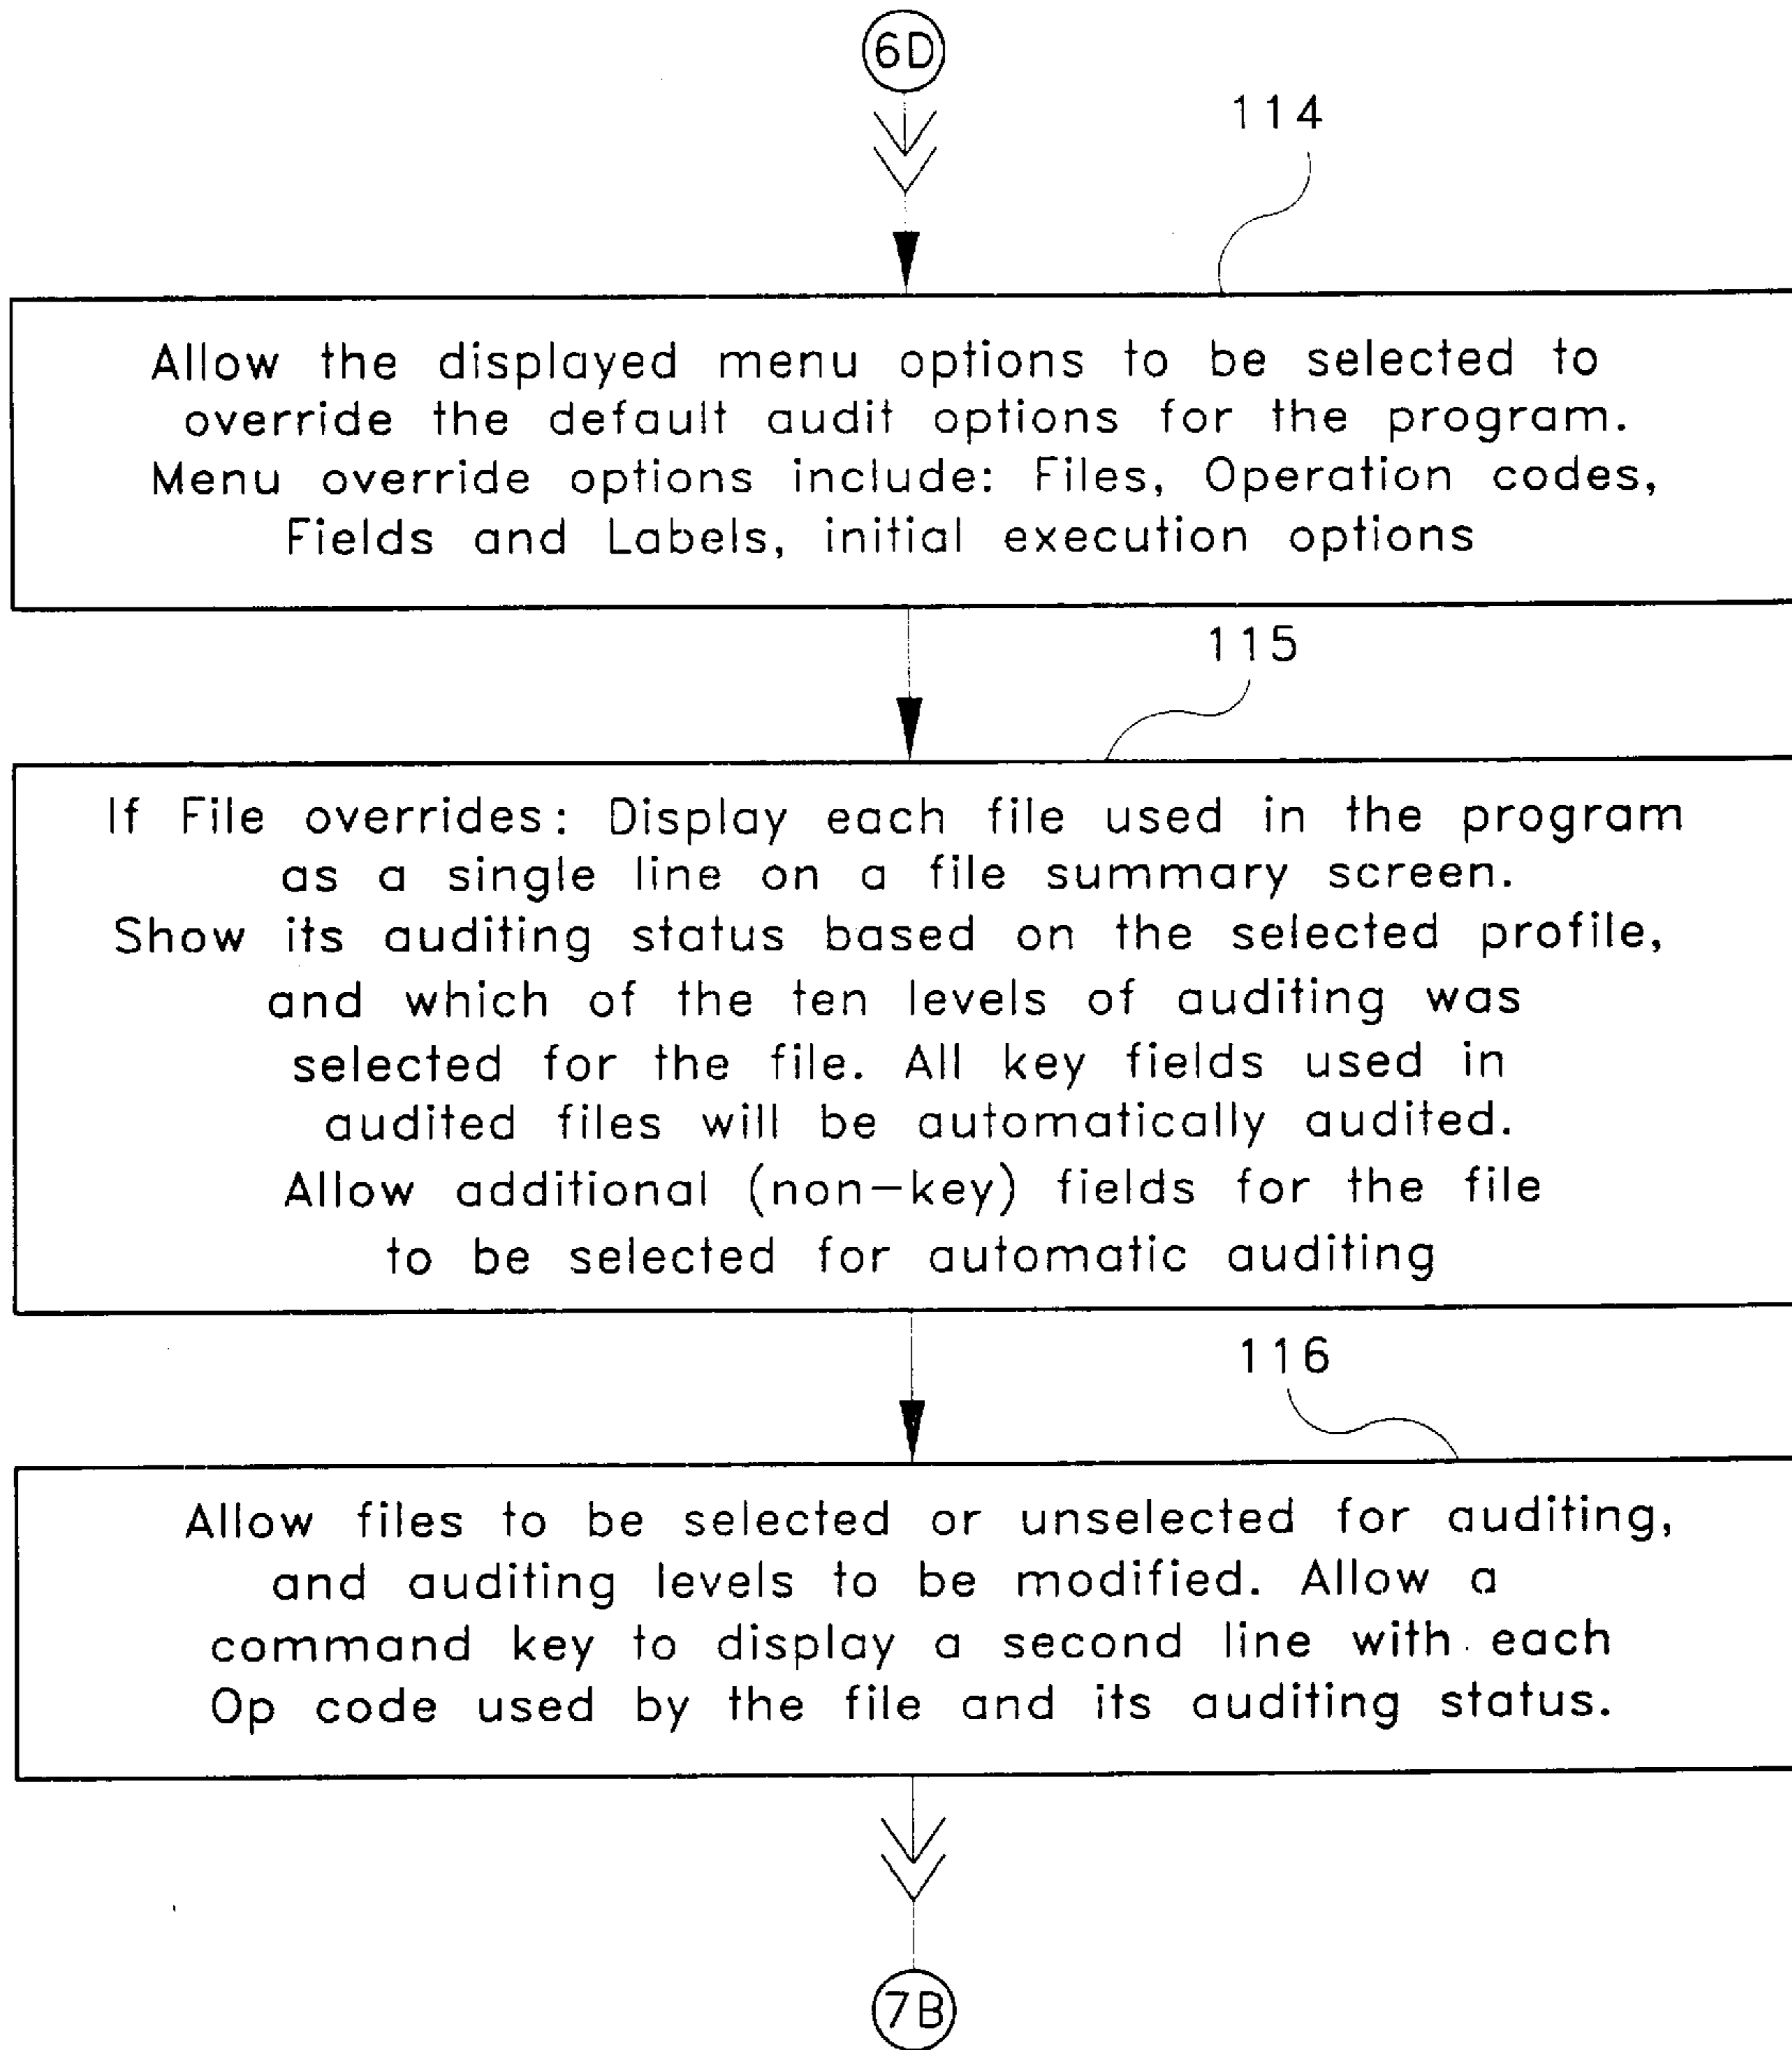 6D
114
Allow the displayed menu options to be selected to
override the default audit options for the program.
Menu override options include: Files, Operation codes,
Fields and Labels, initial execution options
115
If File overrides: Display each file used in the program
as a single line on a file summary screen.
Show its auditing status based on the selected profile,
and which of the ten levels of auditing was
selected for the file. All key fields used in
audited files will be automatically audited.
Allow additional (non-key) fields for the file
to be selected for automatic auditing
116
Allow files to be selected or unselected for auditing,
and auditing levels to be modified. Allow a
command key to display a second line with each
Op code used by the file and its auditing status.
7B